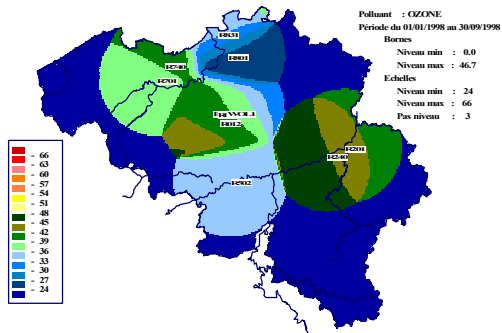 Polluant : OZONE
Période du 01/01/1998 au 30/09/1998
Bornes
Niveau min : 0.0
Niveau max : 46.7
Echelles
Niveau min : 24
Niveau max : 66
Pas niveau : 3
R831
R801
R740
R701
R012
R201
R240
R502
- 66
- 63
- 60
- 57
- 54
- 51
- 48
- 45
- 42
- 39
- 36
- 33
- 30
- 27
- 24